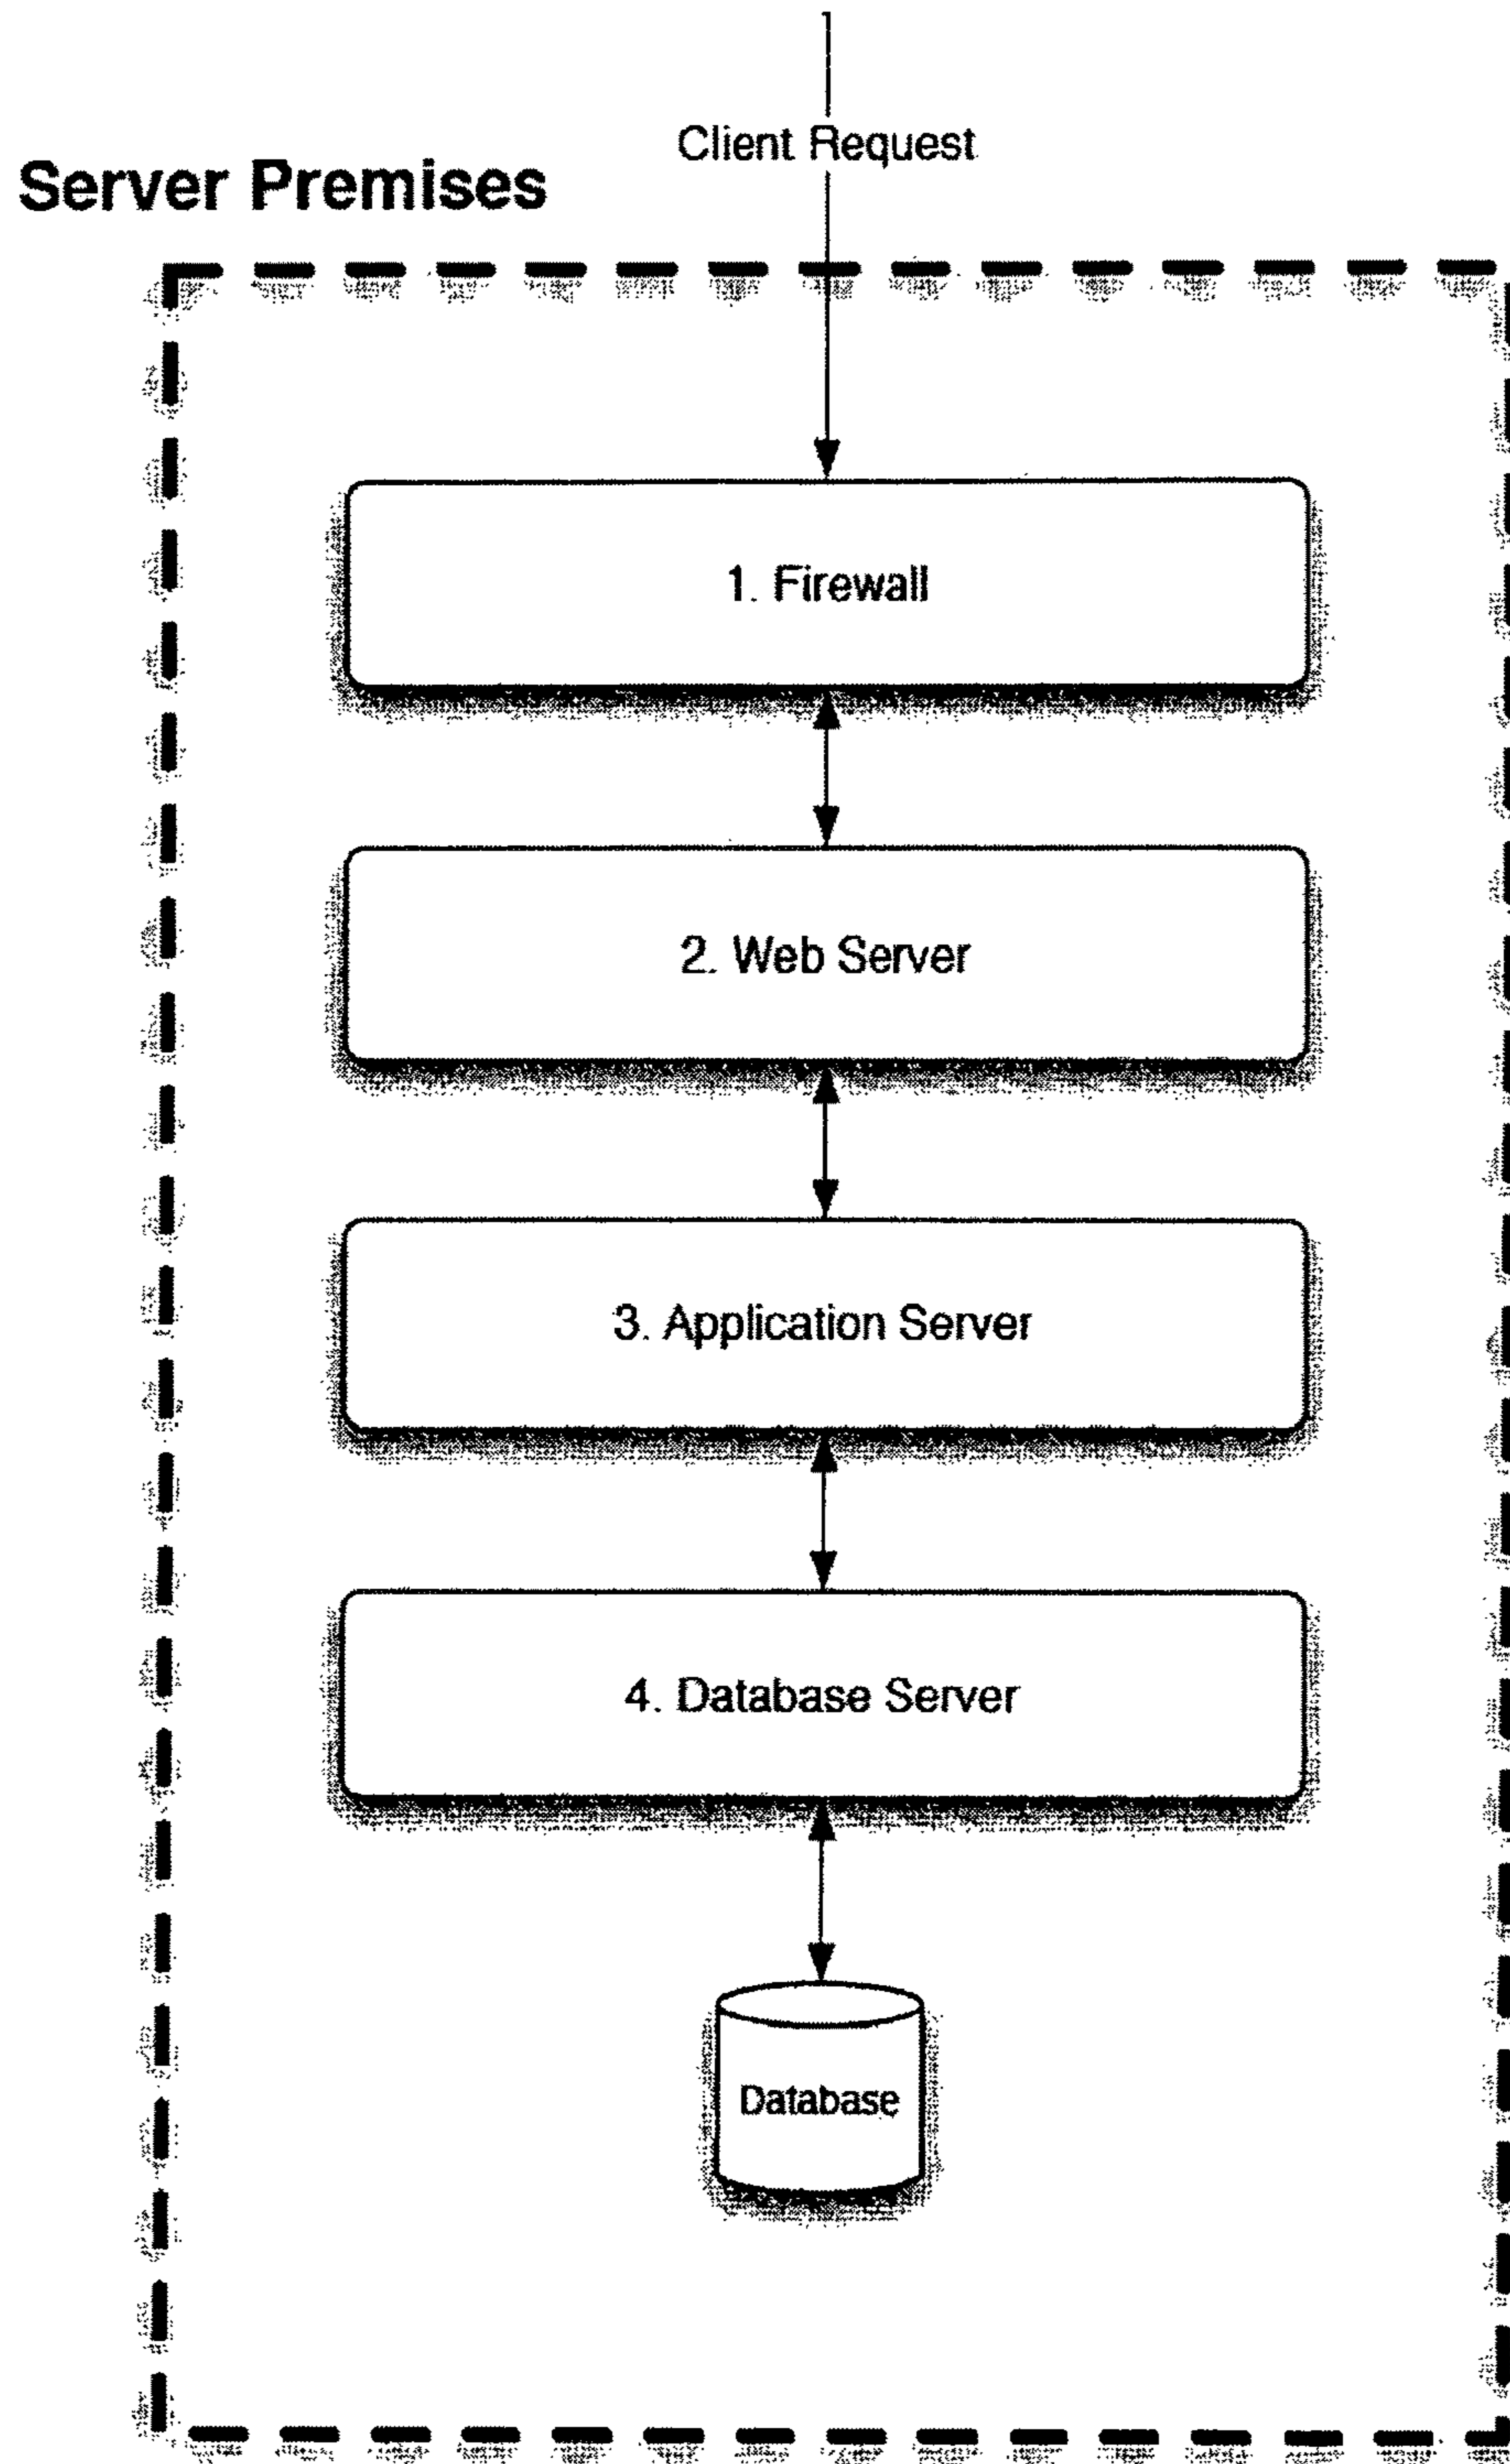 Client Request
Server Premises
1. Firewall
2. Web Server
3. Application Server
4. Database Server
Database